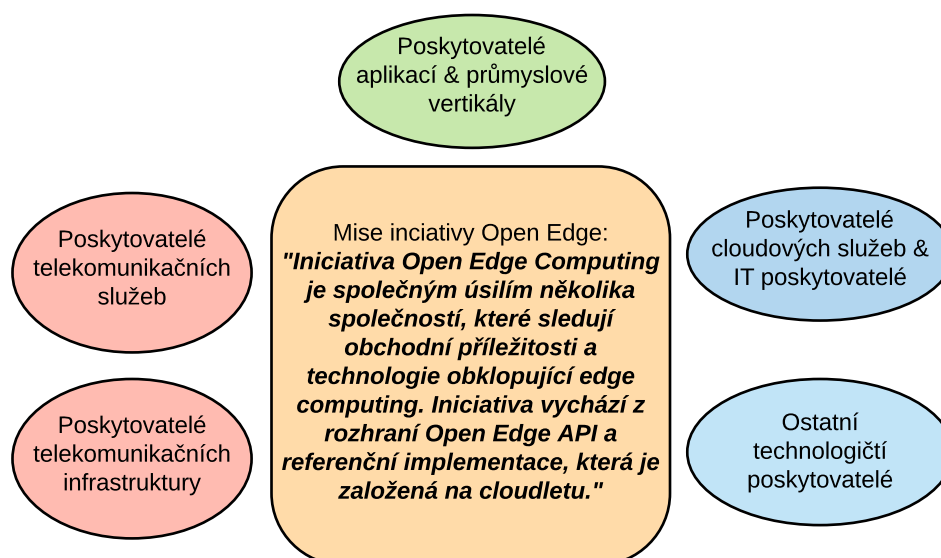 Poskytovatelé
aplikací & průmyslové
vertikály
Poskytovatelé
telekomunikačních
služeb
Poskytovatelé
telekomunikačních
infrastruktury
Mise inciativy Open Edge:
"Iniciativa Open Edge Computing
je společným úsilím několika
společností, které sledují
obchodní příležitosti a
technologie obklopující edge
computing. Iniciativa vychází z
rozhraní Open Edge API a
referenční implementace, která je
založená na cloudletu."
Poskytovatelé
cloudových služeb &
IT poskytovatelé
Ostatní
technologičtí
poskytovatelé